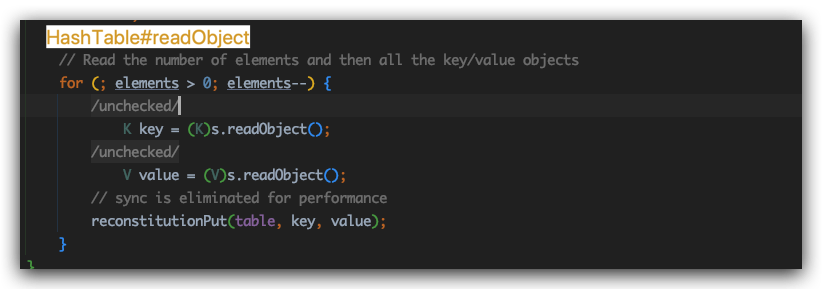 HashTable#readObject
// Read the number of elements and then all the key/value objects
for (; elements > 0; elements--) {
/unchecked/
K key = (K)s.readObject();
/unchecked/
V value = (V)s.readObject();
// sync is eliminated for performance
reconstitutionPut(table, key, value);
}
}